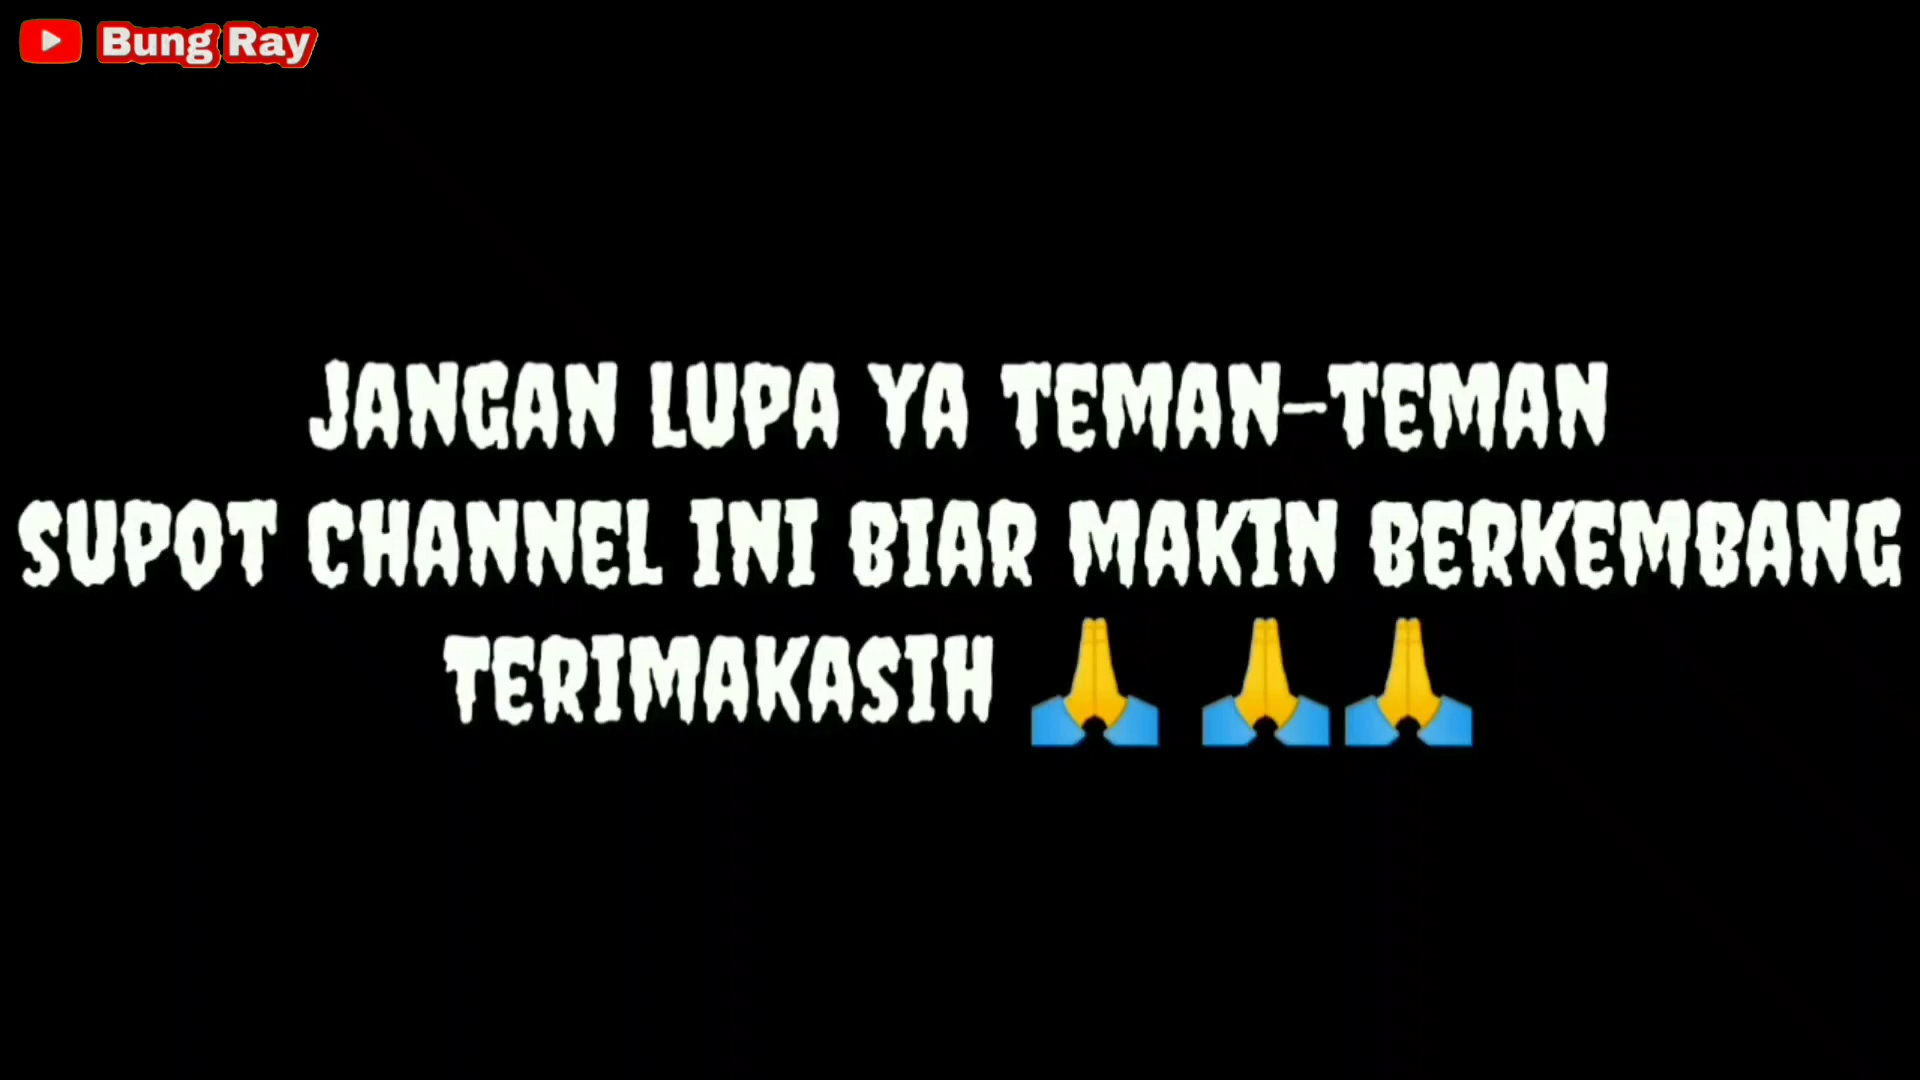 Bung Ray
JANGAN LUPA YA TEMAN-TEMAN
SUPOT CHANNEL INI BIAR MAKIN BERKEMBANG
TERIMAKASIH 🙏 🙏🙏